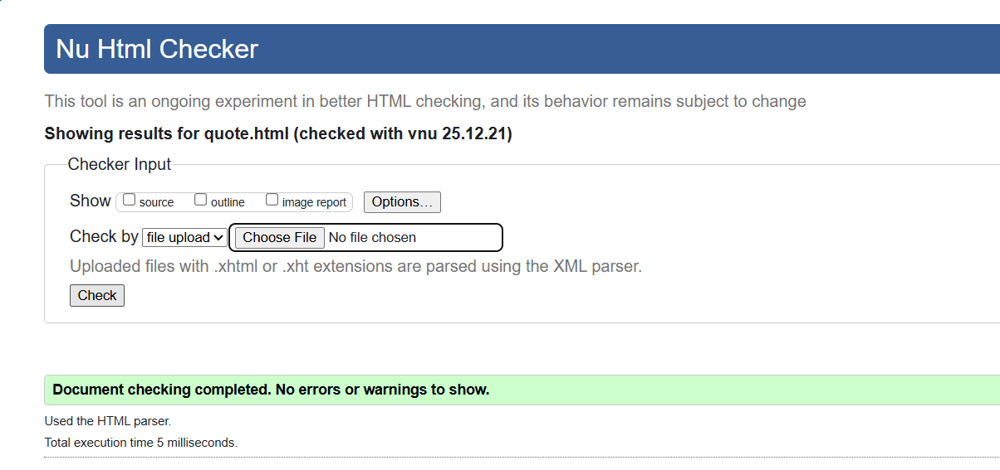 Nu Html Checker
This tool is an ongoing experiment in better HTML checking, and its behavior remains subject to change
Showing results for quote.html (checked with vnu 25.12.21)
Checker Input
Show source outline image report Options...
Check by file upload Choose File No file chosen
Uploaded files with .xhtml or .xht extensions are parsed using the XML parser.
Check
Document checking completed. No errors or warnings to show.
Used the HTML parser.
Total execution time 5 milliseconds.